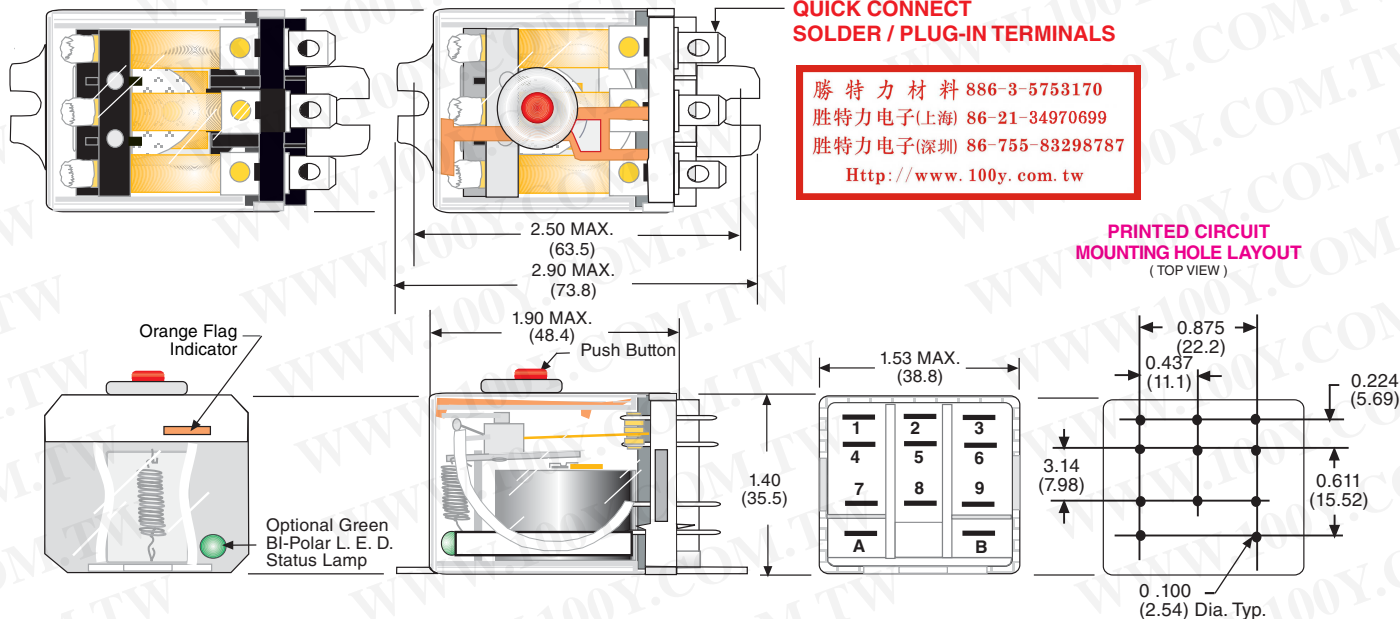 QUICK CONNECT
SOLDER / PLUG-IN TERMINALS
勝 特 力 材 料 886-3-5753170
胜特力电子(上海) 86-21-34970699
胜特力电子(深圳) 86-755-83298787
Http://www. 100y. com. tw
2.50 MAX.
(63.5)
2.90 MAX.
(73.8)
PRINTED CIRCUIT
MOUNTING HOLE LAYOUT
( TOP VIEW )
Orange Flag
Indicator
1.90 MAX.
(48.4)
Push Button
1.53 MAX.
(38.8)
0.875
(22.2)
0.437
(11.1)
0.224
(5.69)
1 2 3
4 5 6
7 8 9
A B
1.40
(35.5)
3.14
(7.98)
0.611
(15.52)
Optional Green
BI-Polar L. E. D.
Status Lamp
0 .100
(2.54) Dia. Typ.
WWW.100Y.COM.TW